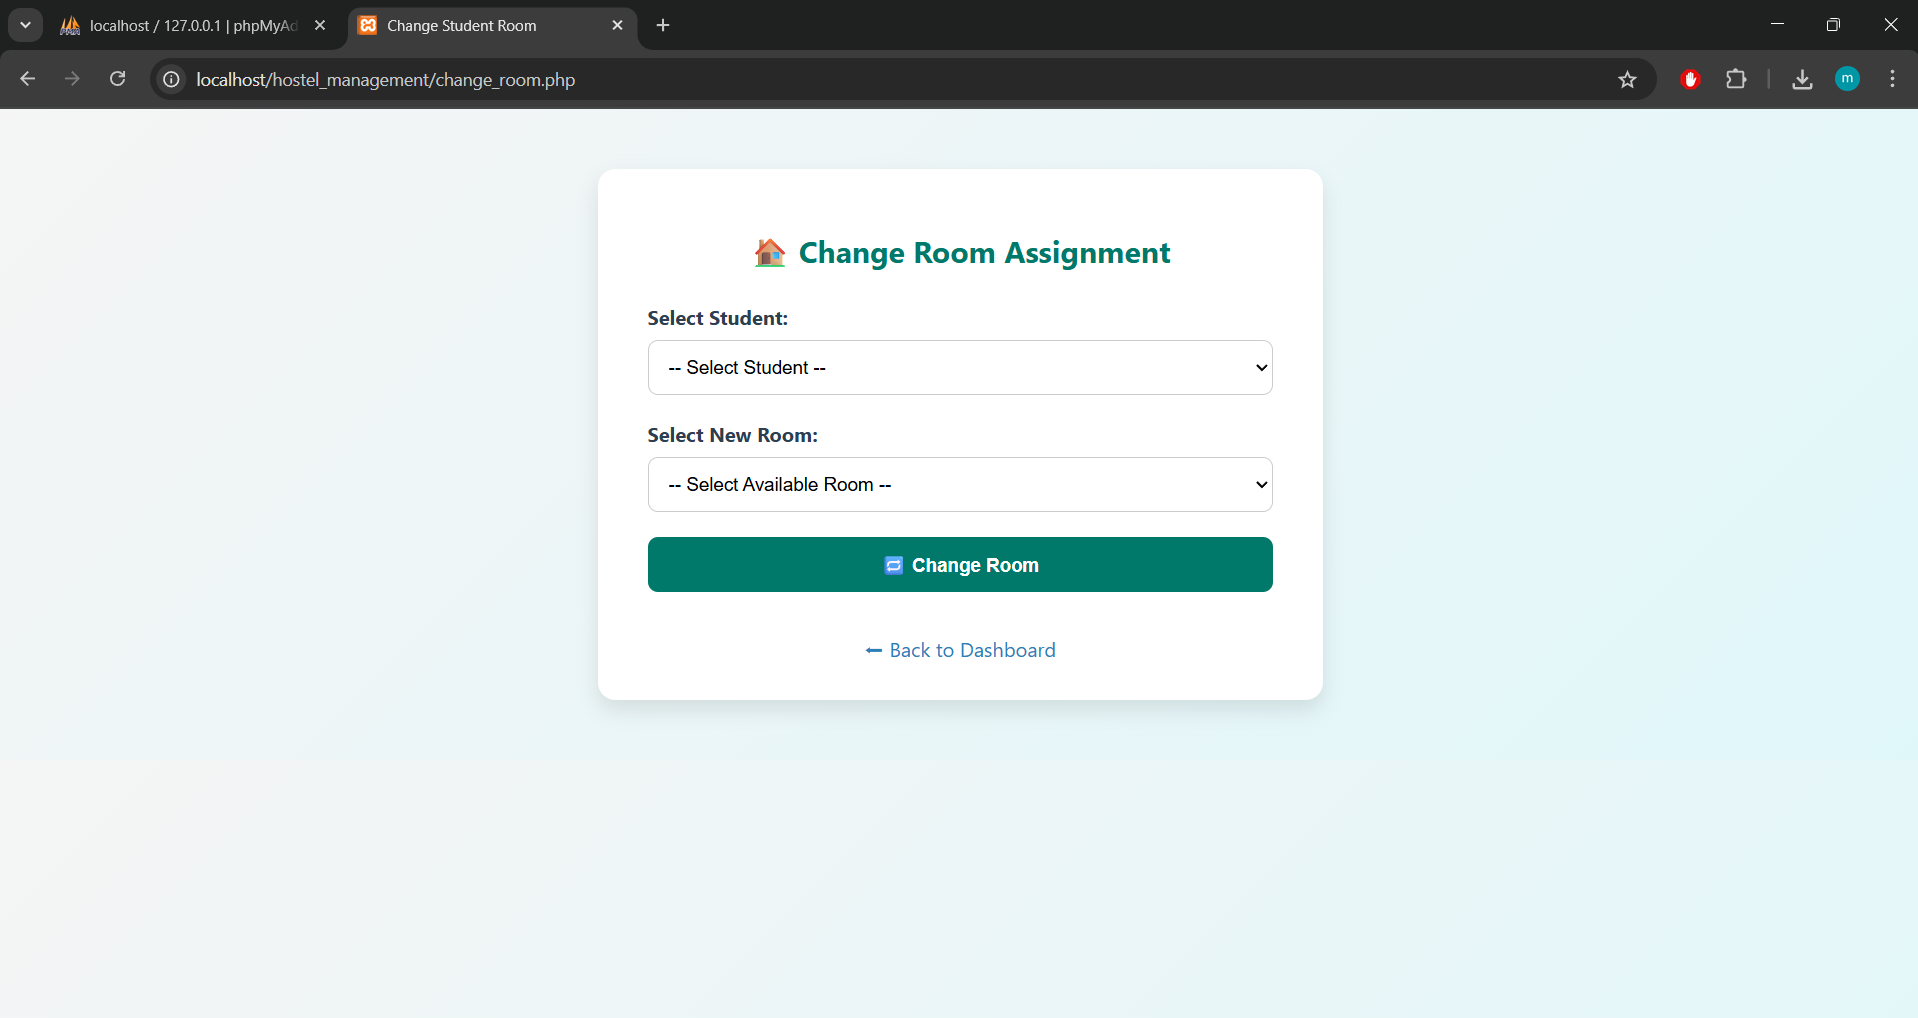 localhost / 127.0.0.1 | phpMyAd
Change Student Room
localhost/hostel_management/change_room.php
m
🏠 Change Room Assignment
Select Student:
-- Select Student --
Select New Room:
-- Select Available Room --
🔁 Change Room
⬅ Back to Dashboard